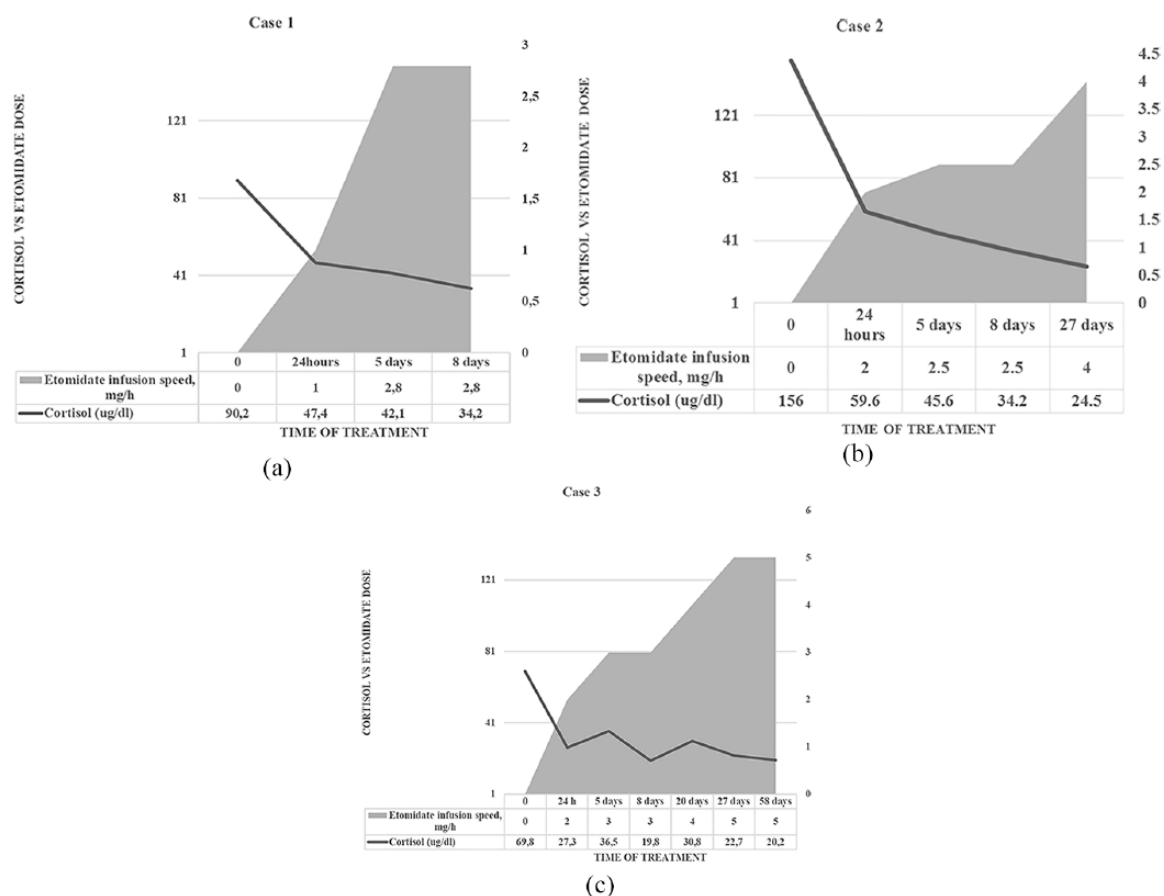 Case 1
CORTISOL VS ETOMIDATE DOSE
3
2,5
2
1,5
1
0,5
0
121
81
41
1
0 24hours 5 days 8 days
Etomidate infusion speed, mg/h 0 1 2,8 2,8
Cortisol (ug/dl) 90,2 47,4 42,1 34,2
TIME OF TREATMENT
(a)
Case 2
CORTISOL VS ETOMIDATE DOSE
4.5
4
3.5
3
2.5
2
1.5
1
0.5
0
121
81
41
1
0 24 hours 5 days 8 days 27 days
Etomidate infusion speed, mg/h 0 2 2.5 2.5 4
Cortisol (ug/dl) 156 59.6 45.6 34.2 24.5
TIME OF TREATMENT
(b)
Case 3
CORTISOL VS ETOMIDATE DOSE
6
5
4
3
2
1
0
121
81
41
1
0 24 h 5 days 8 days 20 days 27 days 58 days
Etomidate infusion speed, mg/h 0 2 3 3 4 5 5
Cortisol (ug/dl) 69,8 27,3 36,5 19,8 30,8 22,7 20,2
TIME OF TREATMENT
(c)